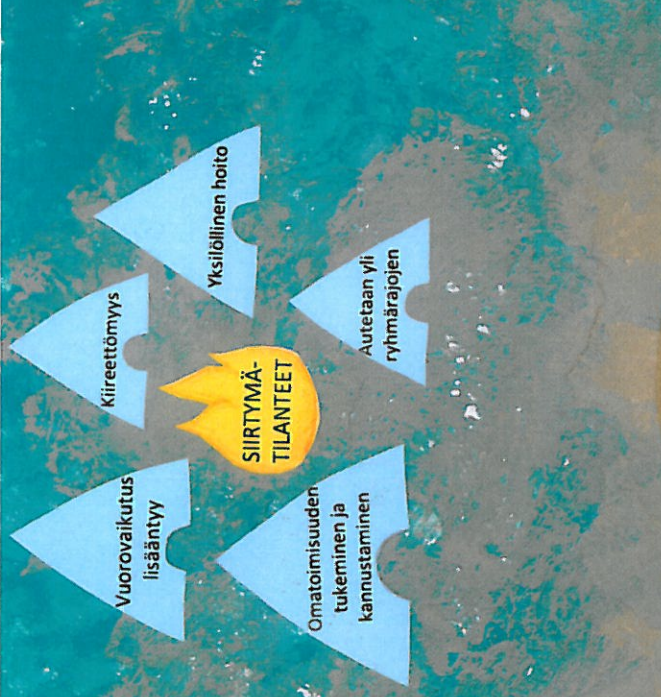 Vuorovaikutus
lisääntyy
Kiireettömyys
Yksilöllinen hoito
SIIRTYMÄ-
TILANTEET
Omatoimisuuden
tukeminen ja
kannustaminen
Autetaan yli
ryhmärajojen